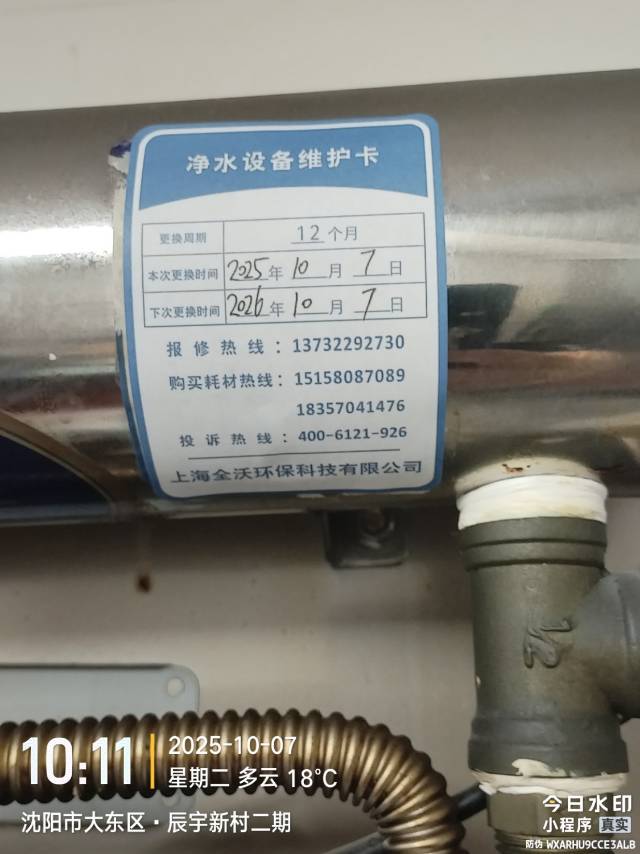 净水设备维护卡
更换周期 12个月
本次更换时间 2025年 10 月 7 日
下次更换时间 2026年 10 月 7 日
报修热线：13732292730
购买耗材热线：15158087089
18357041476
投诉热线：400-6121-926
上海全沃环保科技有限公司
1/2
10:11
2025-10-07
星期二 多云 18°C
沈阳市大东区·辰宇新村二期
今日水印
小程序 真实
防伪 WXARHU9CCE3ALB